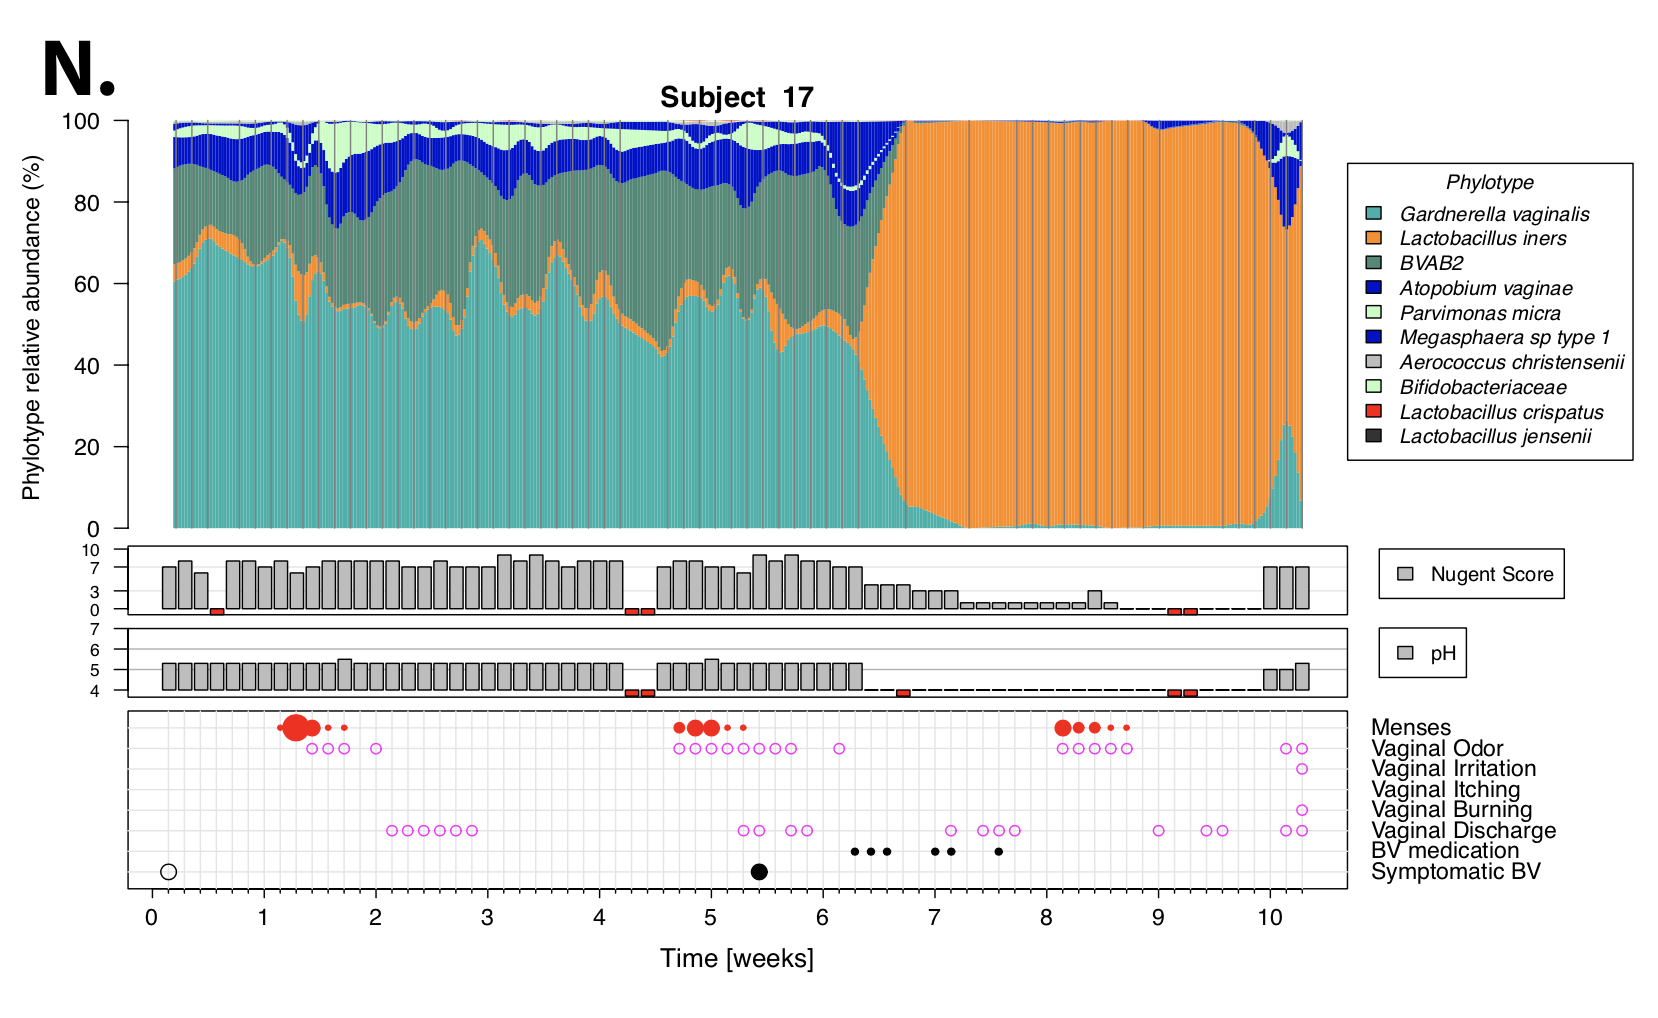 N.
Subject 17
Phylotype relative abundance (%)
100
80
60
40
20
0
Phylotype
Gardnerella vaginalis
Lactobacillus iners
BVAB2
Atopobium vaginae
Parvimonas micra
Megasphaera sp type 1
Aerococcus christensenii
Bifidobacteriaceae
Lactobacillus crispatus
Lactobacillus jensenii
10
7
3
0
Nugent Score
7
6
5
4
pH
Menses
Vaginal Odor
Vaginal Irritation
Vaginal Itching
Vaginal Burning
Vaginal Discharge
BV medication
Symptomatic BV
0 1 2 3 4 5 6 7 8 9 10
Time [weeks]